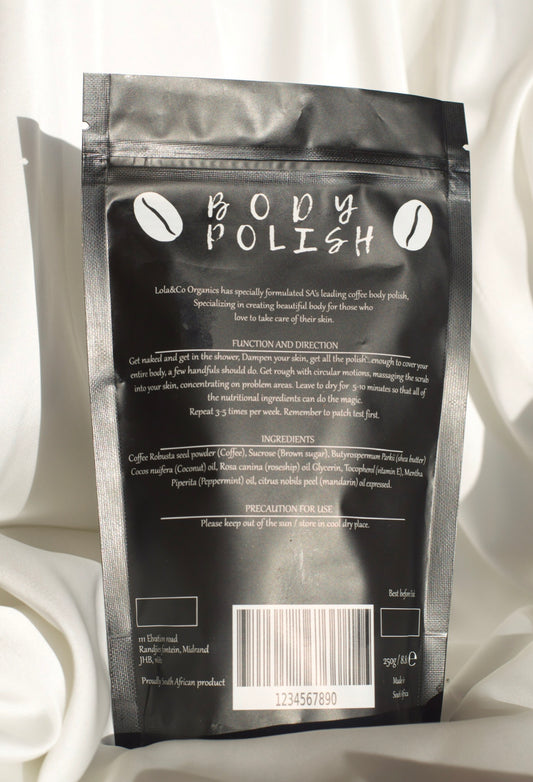 BODY
POLISH
Lola&Co Organics has specially formulated SA's leading coffee body polish,
Specializing in creating beautiful body for those who
love to take care of their skin.
FUNCTION AND DIRECTION
Get naked and get in the shower, Dampen your skin, get all the polish..enough to cover your
entire body, a few handfuls should do. Get rough with circular motions, massaging the scrub
into your skin, concentrating on problem areas. Leave to dry for 5-10 minutes so that all of
the nutritional ingredients can do the magic.
Repeat 3-5 times per week. Remember to patch test first.
INGREDIENTS
Coffee Robusta seed powder (Coffee), Sucrose (Brown sugar), Butyrospermum Parkii (shea butter)
Cocos nuifera (Coconut) oil, Rosa canina (roseship) oil Glycerin, Tocopherol (vitamin E), Mentha
Piperita (Peppermint) oil, citrus nobils peel (mandarin) oil expressed.
PRECAUTION FOR USE
Please keep out of the sun / store in cool dry place.
Best before
111 road
Midrand
JHB,
Proudly South African product
1234567890
250g / 8.8 ℮
Made in
South Africa